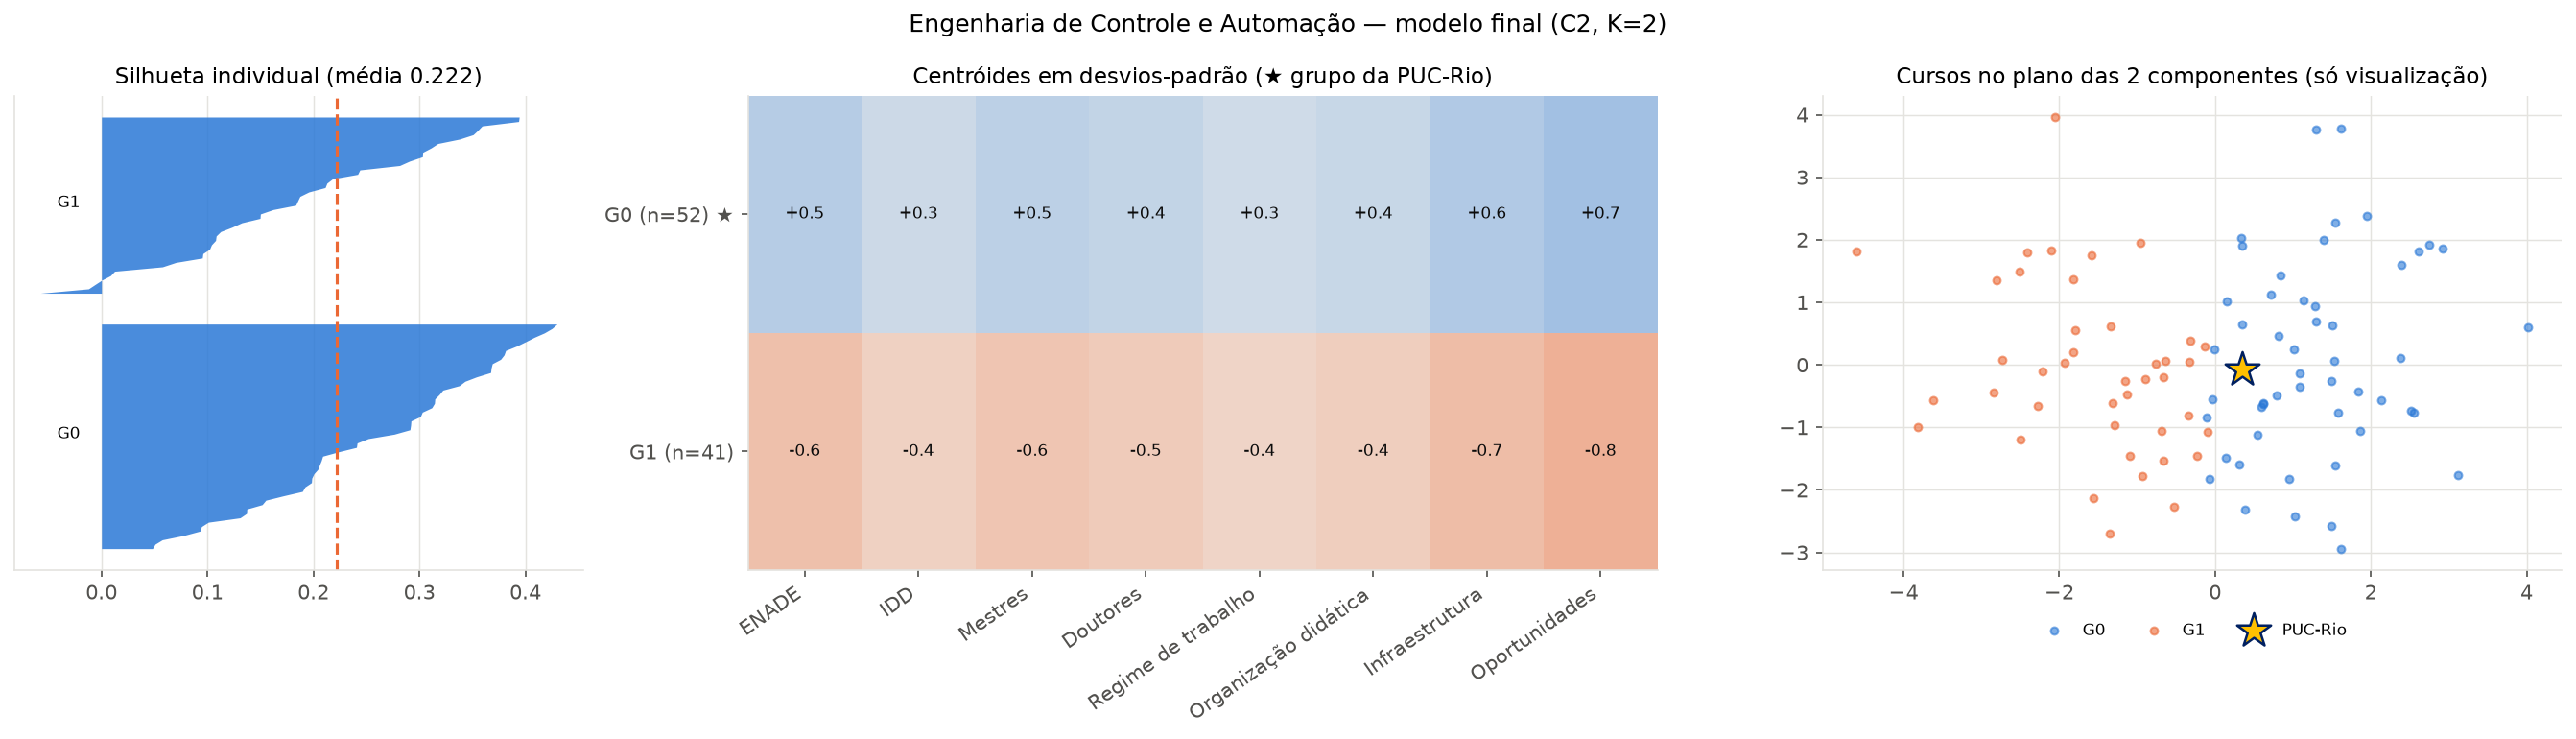 Engenharia de Controle e Automação — modelo final (C2, K=2)
Silhueta individual (média 0.222)
G1
G0
0.0 0.1 0.2 0.3 0.4
Centróides em desvios-padrão (★ grupo da PUC-Rio)
G0 (n=52) ★
+0.5 +0.3 +0.5 +0.4 +0.3 +0.4 +0.6 +0.7
G1 (n=41)
-0.6 -0.4 -0.6 -0.5 -0.4 -0.4 -0.7 -0.8
ENADE
IDD
Mestres
Doutores
Regime de trabalho
Organização didática
Infraestrutura
Oportunidades
Cursos no plano das 2 componentes (só visualização)
4
3
2
1
0
−1
−2
−3
−4 −2 0 2 4
G0 G1 PUC-Rio